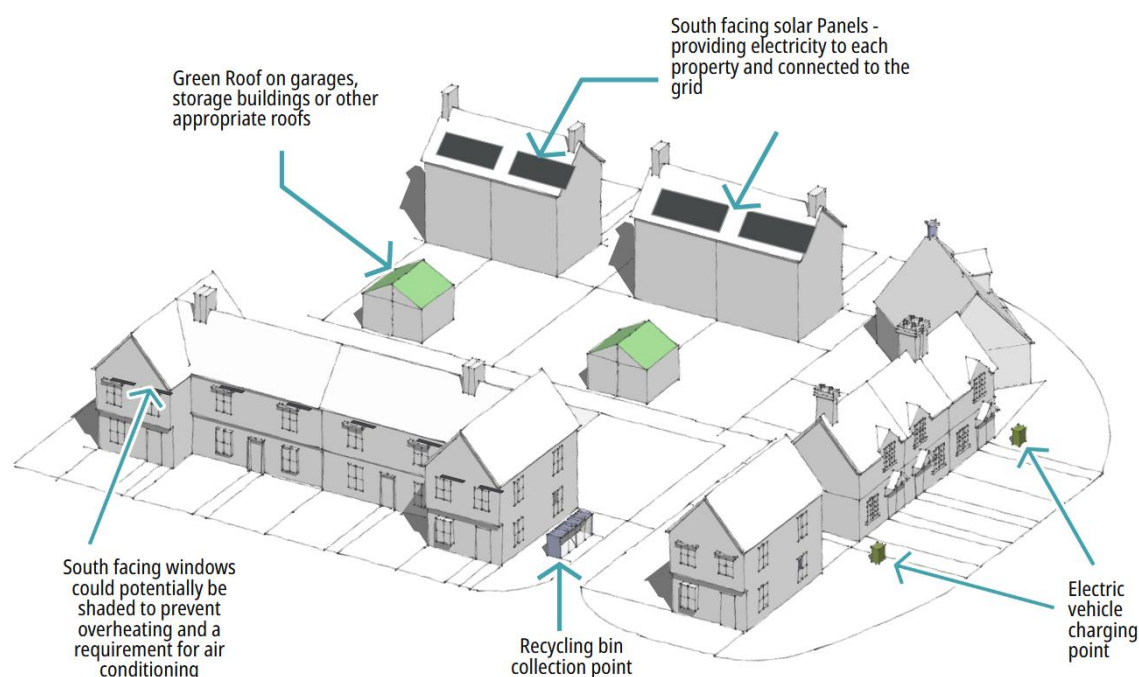 South facing solar Panels -
providing electricity to each
property and connected to the
grid
Green Roof on garages,
storage buildings or other
appropriate roofs
South facing windows
could potentially be
shaded to prevent
overheating and a
requirement for air
conditioning
Recycling bin
collection point
Electric
vehicle
charging
point